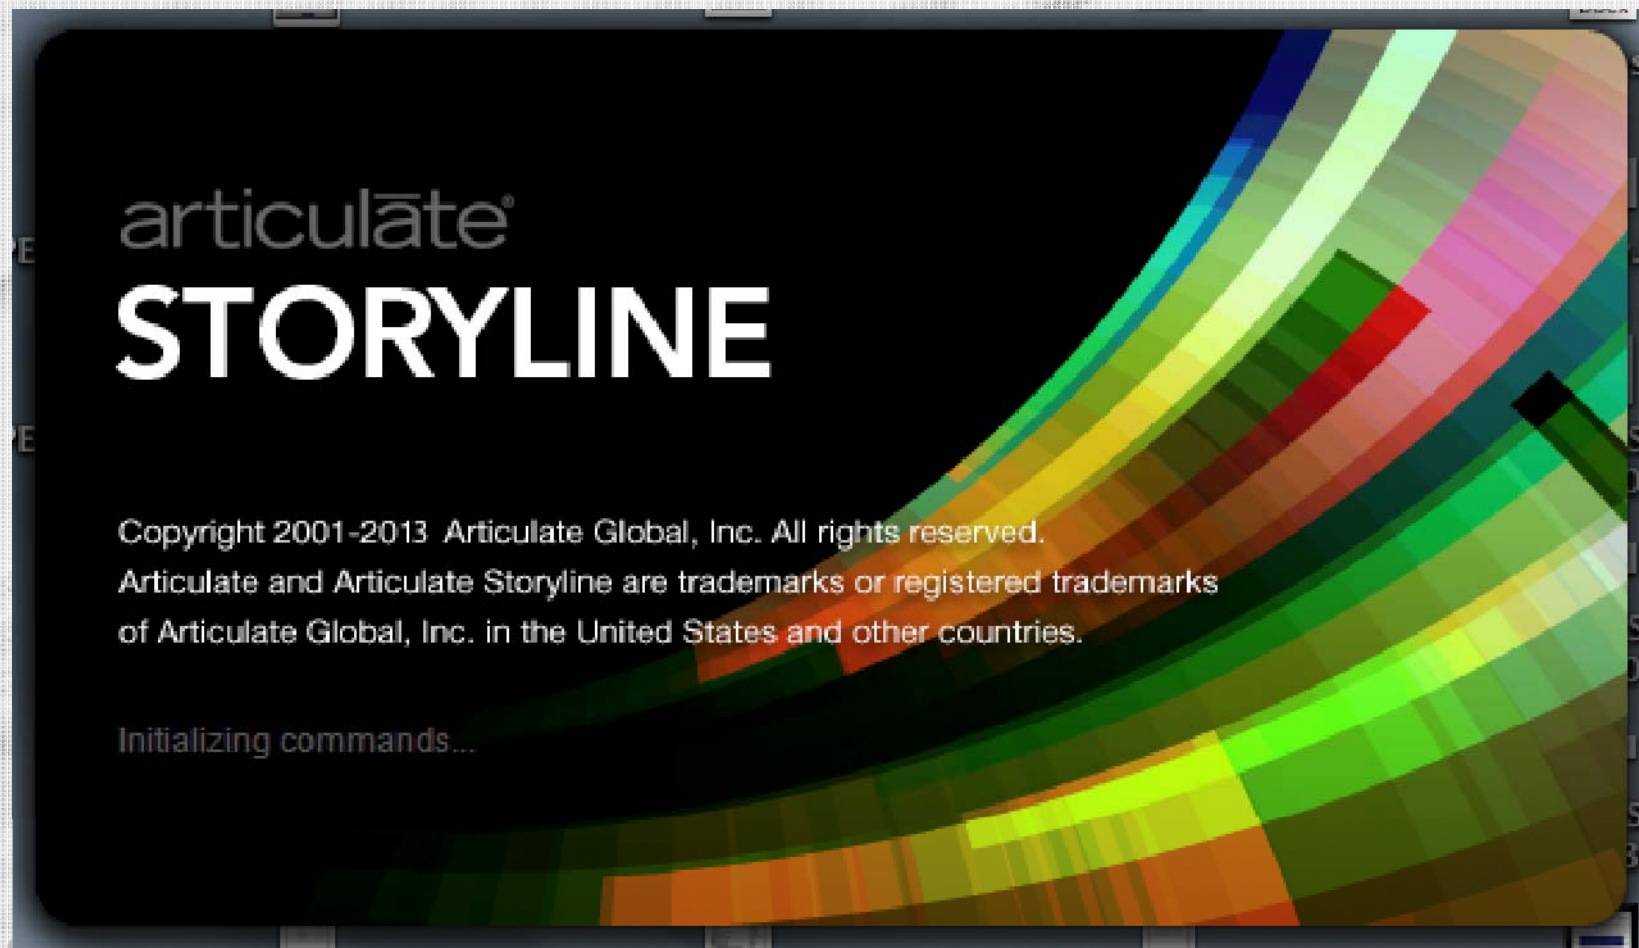 articulāte®
STORYLINE
Copyright 2001-2013 Articulate Global, Inc. All rights reserved.
Articulate and Articulate Storyline are trademarks or registered trademarks
of Articulate Global, Inc. in the United States and other countries.
Initializing commands...